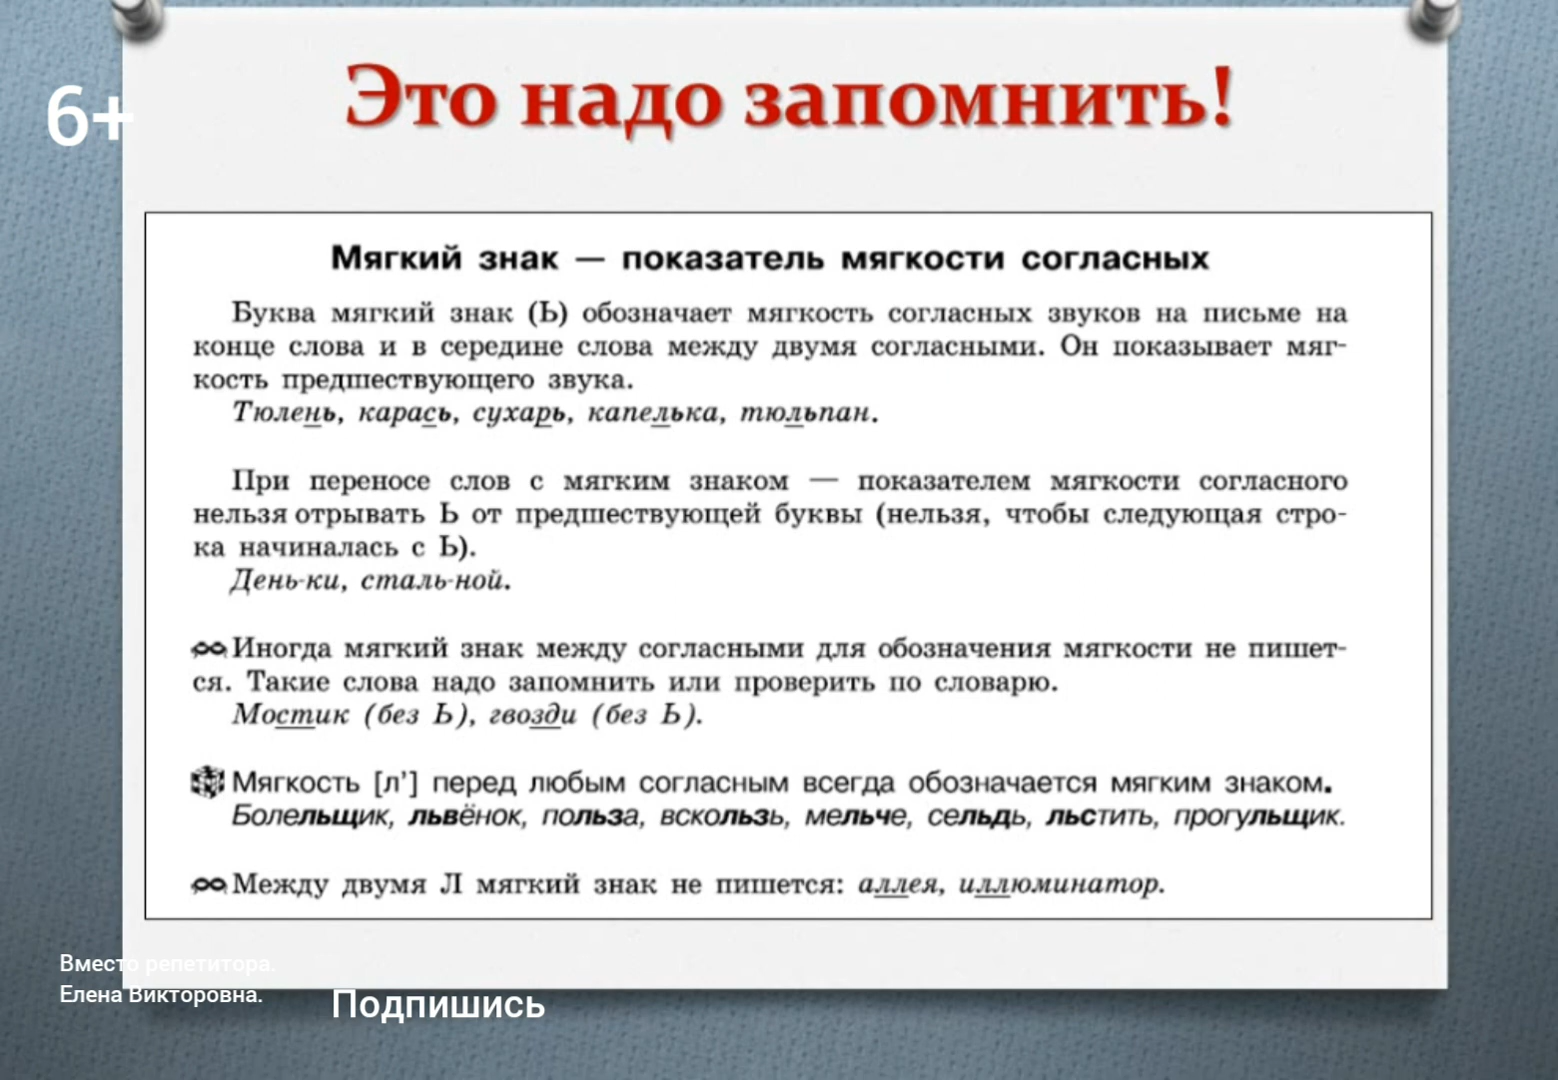 Это надо запомнить!
6+
Мягкий знак — показатель мягкости согласных
Буква мягкий знак (Ь) обозначает мягкость согласных звуков на письме на
конце слова и в середине слова между двумя согласными. Он показывает мяг-
кость предшествующего звука.
Тюлень, карась, сухарь, капелька, тюльпан.
При переносе слов с мягким знаком — показателем мягкости согласного
нельзя отрывать Ь от предшествующей буквы (нельзя, чтобы следующая стро-
ка начиналась с Ь).
День-ки, сталь-ной.
Иногда мягкий знак между согласными для обозначения мягкости не пишет-
ся. Такие слова надо запомнить или проверить по словарю.
Мостик (без Ь), гвозди (без Ь).
Мягкость [л’] перед любым согласным всегда обозначается мягким знаком.
Болельщик, львёнок, польза, вскользь, мельче, сельдь, льстить, прогульщик.
Между двумя Л мягкий знак не пишется: аллея, иллюминатор.
Вместо репетитора.
Елена Викторовна.
Подпишись